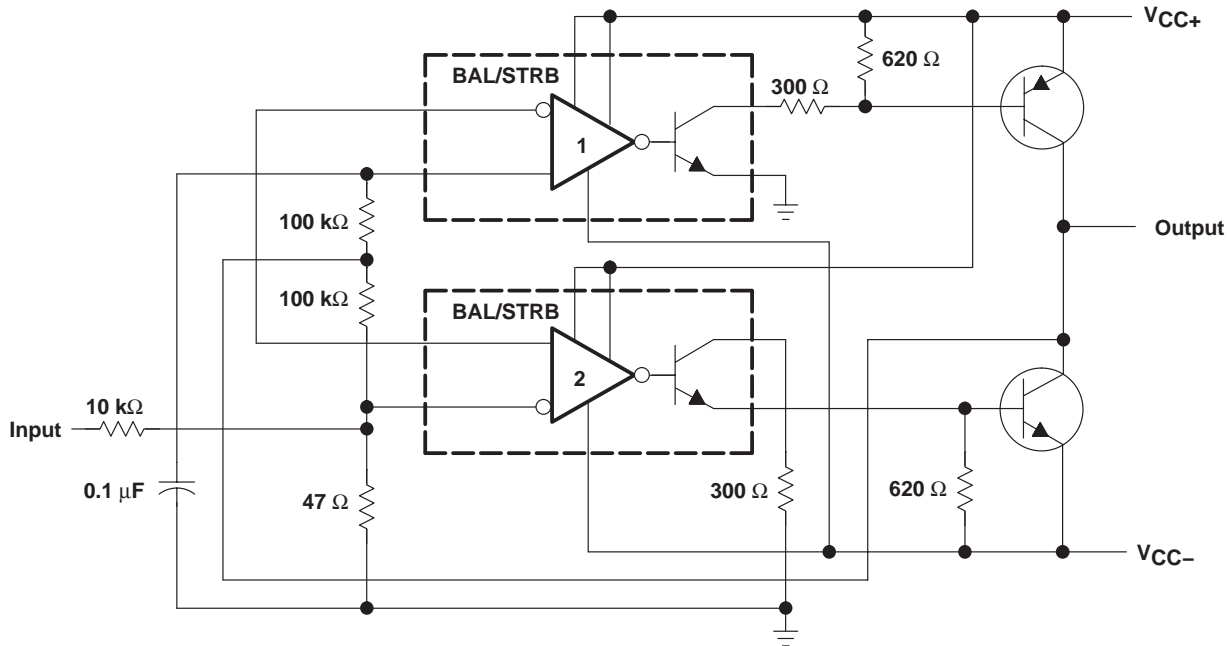 VCC+
BAL/STRB
620 Ω
300 Ω
1
100 kΩ
Output
100 kΩ
BAL/STRB
2
10 kΩ
Input
0.1 μF
47 Ω
300 Ω
620 Ω
VCC–